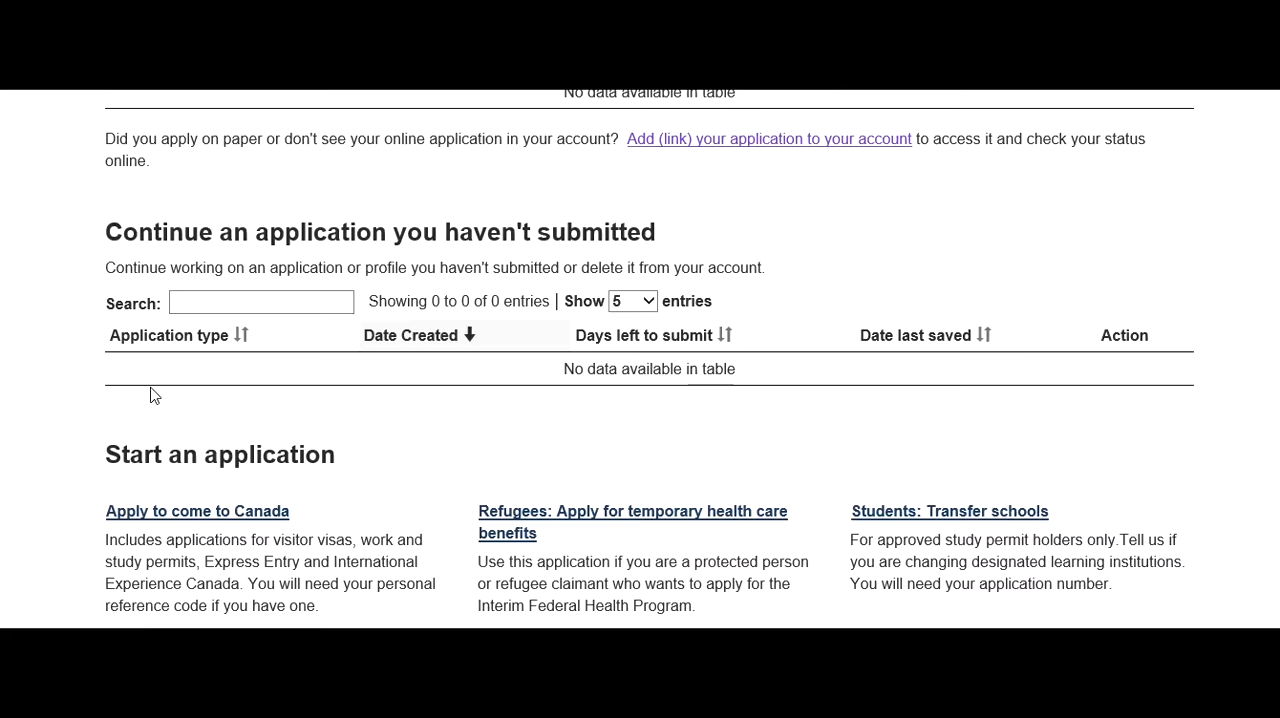 No data available in table
Did you apply on paper or don't see your online application in your account? Add (link) your application to your account to access it and check your status
online.
Continue an application you haven't submitted
Continue working on an application or profile you haven't submitted or delete it from your account.
Search: Showing 0 to 0 of 0 entries | Show 5 entries
Application type Date Created Days left to submit Date last saved Action
No data available in table
Start an application
Apply to come to Canada
Includes applications for visitor visas, work and
study permits, Express Entry and International
Experience Canada. You will need your personal
reference code if you have one.
Refugees: Apply for temporary health care
benefits
Use this application if you are a protected person
or refugee claimant who wants to apply for the
Interim Federal Health Program.
Students: Transfer schools
For approved study permit holders only.Tell us if
you are changing designated learning institutions.
You will need your application number.